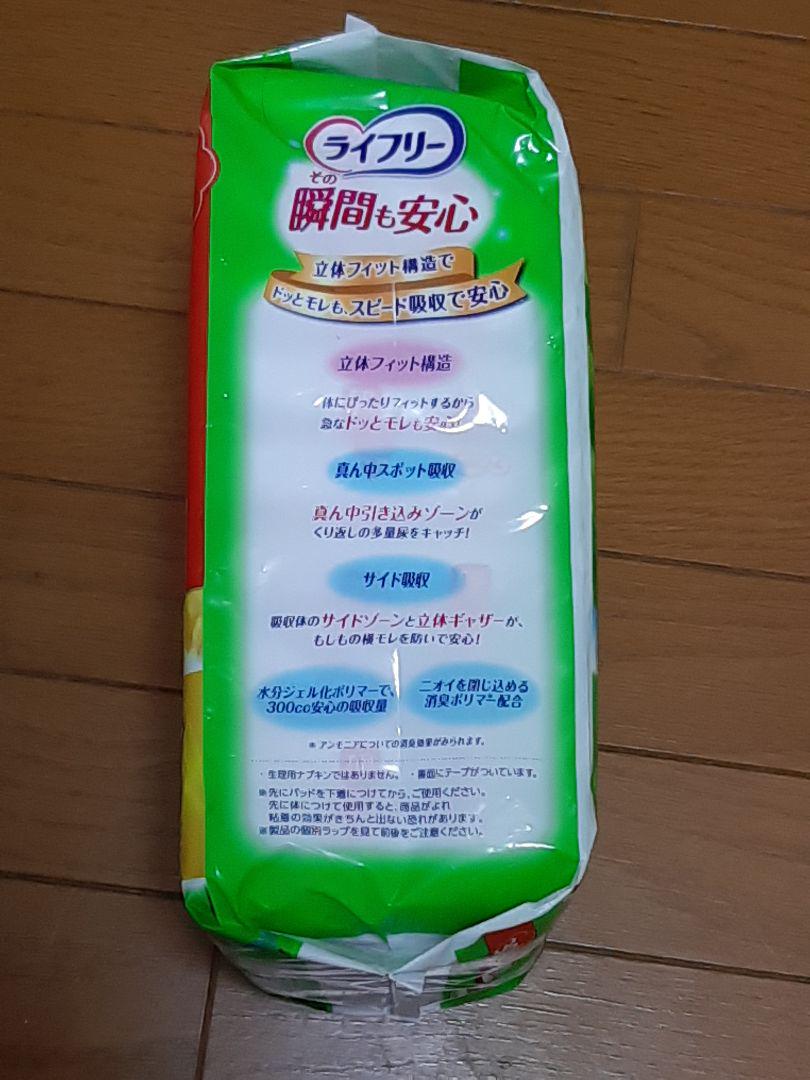 ライフリー
その
瞬間も安心
立体フィット構造で
ドッとモレも、スピード吸収で安心
立体フィット構造
体にぴったりフィットするから
急なドッとモレも安心!
真ん中スポット吸収
真ん中引き込みゾーンが
くり返しの多量尿をキャッチ!
サイド吸収
吸収体のサイドゾーンと立体ギャザーが、
もしもの横モレを防いで安心!
水分ジェル化ポリマーで、
300cc安心の吸収量
ニオイを閉じ込める
消臭ポリマー※配合
※ アンモニアについての消臭効果がみられます。
・生理用ナプキンではありません。 ・裏面にテープがついています。
※先にパッドを下着につけてから、ご使用ください。
先に体につけて使用すると、商品がよれ
粘着の効果がきちんと出ない恐れがあります。
※製品の個別ラップを見て前後をご注意ください。